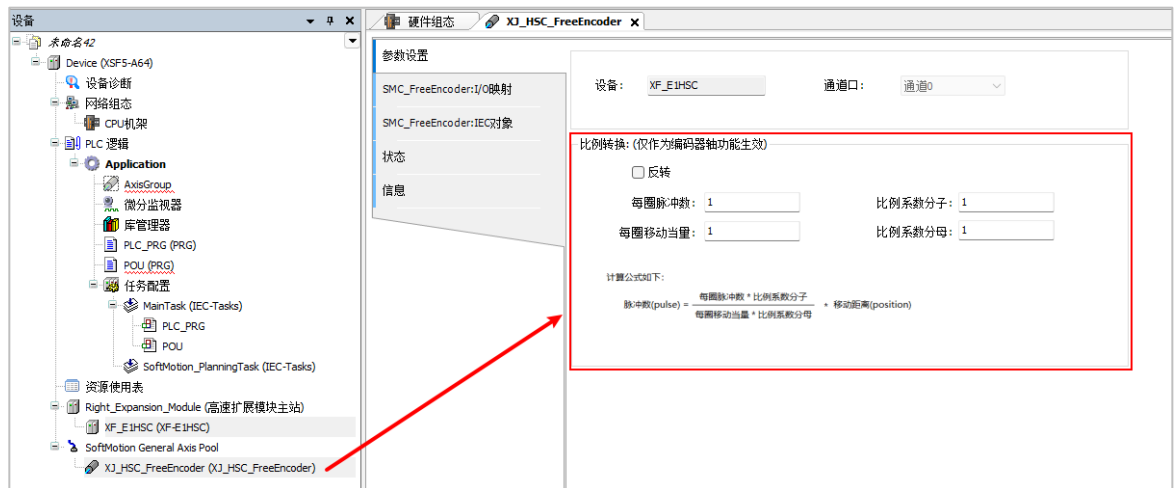 设备
未命名42
Device (XSF5-A64)
设备诊断
网络组态
CPU机架
PLC 逻辑
Application
AxisGroup
微分监视器
库管理器
PLC_PRG (PRG)
POU (PRG)
任务配置
MainTask (IEC-Tasks)
PLC_PRG
POU
SoftMotion_PlanningTask (IEC-Tasks)
资源使用表
Right_Expansion_Module (高速扩展模块主站)
XF_E1HSC (XF-E1HSC)
SoftMotion General Axis Pool
XJ_HSC_FreeEncoder (XJ_HSC_FreeEncoder)
硬件组态 XJ_HSC_FreeEncoder
参数设置
SMC_FreeEncoder:I/O映射
SMC_FreeEncoder:IEC对象
状态
信息
设备: XF_E1HSC 通道口: 通道0
比例转换: (仅作为编码器轴功能生效)
反转
每圈脉冲数: 1 比例系数分子: 1
每圈移动当量: 1 比例系数分母: 1
计算公式如下:
脉冲数(pulse) = 每圈脉冲数 * 比例系数分子 / 每圈移动当量 * 比例系数分母 * 移动距离(position)